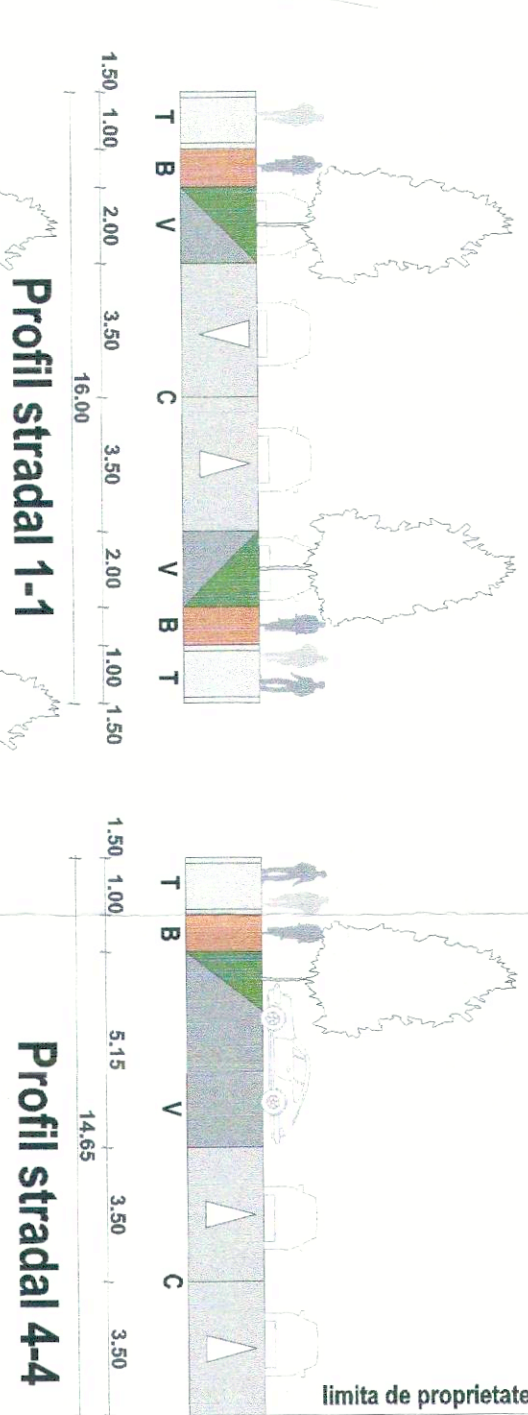 T B V C V B T
1.50 1.00 2.00 3.50 3.50 2.00 1.00 1.50
16.00
Profil stradal 1-1
limita de proprietate
T B V C
1.50 1.00 5.15 3.50 3.50
14.65
Profil stradal 4-4